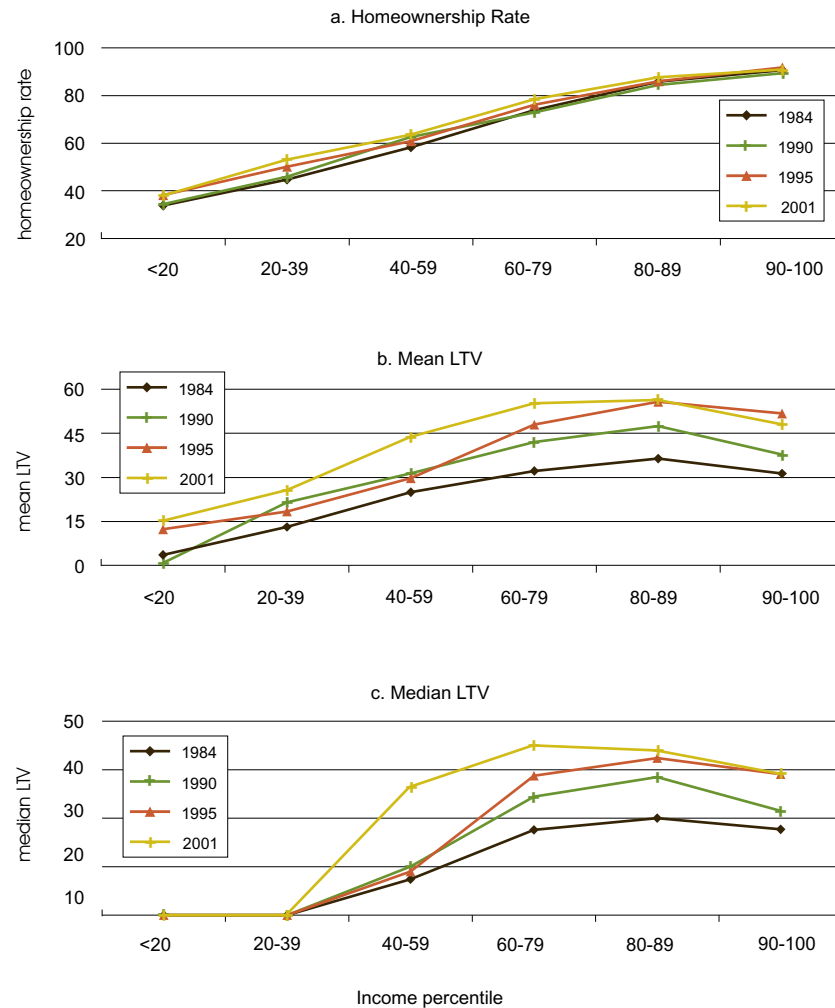 a. Homeownership Rate
homeownership rate
100
80
60
40
20
1984
1990
1995
2001
<20 20-39 40-59 60-79 80-89 90-100
b. Mean LTV
mean LTV
60
45
30
15
0
1984
1990
1995
2001
<20 20-39 40-59 60-79 80-89 90-100
c. Median LTV
median LTV
50
40
30
20
10
1984
1990
1995
2001
<20 20-39 40-59 60-79 80-89 90-100
Income percentile